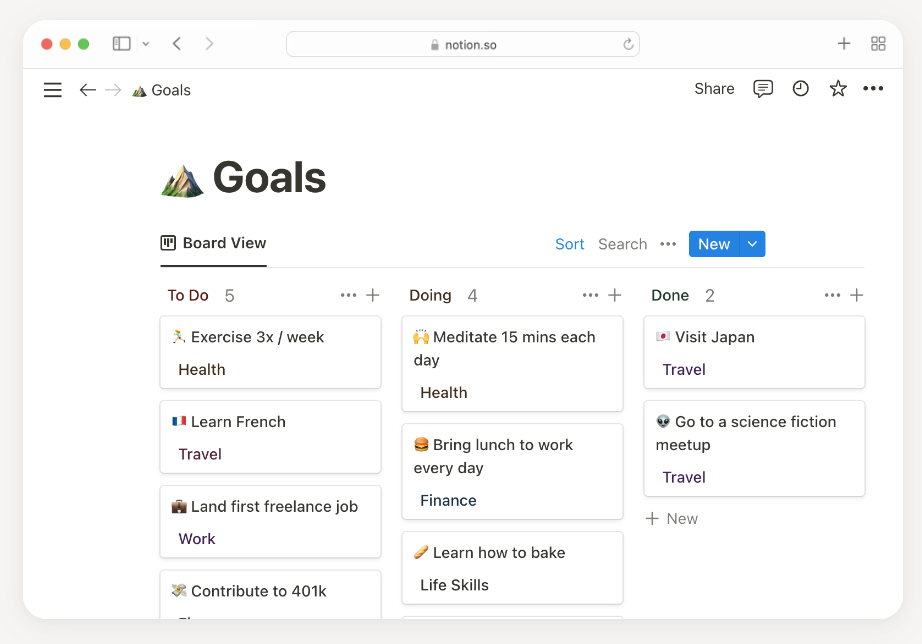 notion.so
Goals
Share
Goals
Board View
Sort
Search
New
To Do 5
Exercise 3x / week
Health
Learn French
Travel
Land first freelance job
Work
Contribute to 401k
Doing 4
Meditate 15 mins each
day
Health
Bring lunch to work
every day
Finance
Learn how to bake
Life Skills
Done 2
Visit Japan
Travel
Go to a science fiction
meetup
Travel
New